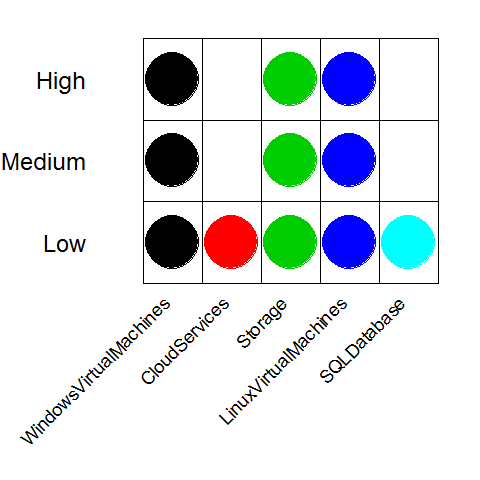 High
Medium
Low
WindowsVirtualMachines
CloudServices
Storage
LinuxVirtualMachines
SQLDatabase